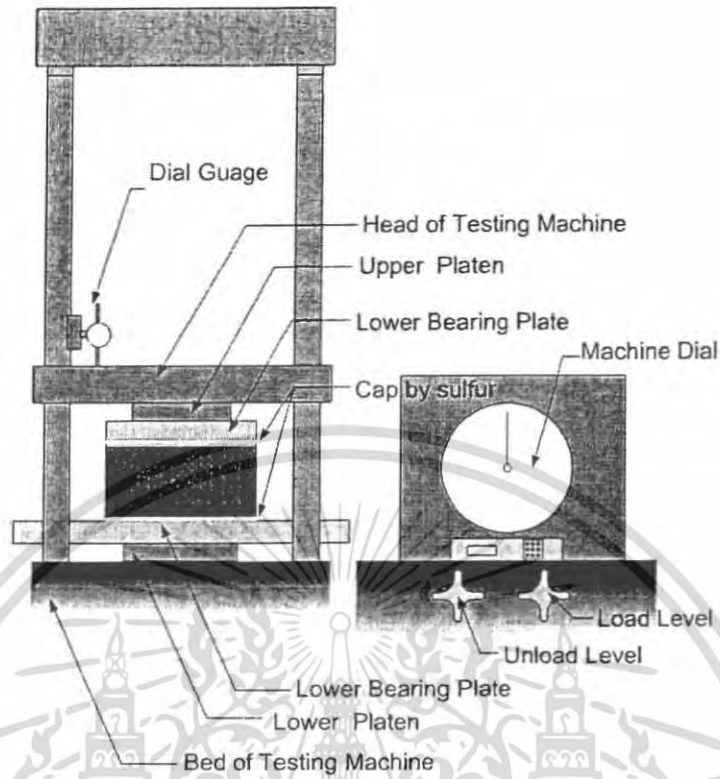 Dial Guage
Head of Testing Machine
Upper Platen
Lower Bearing Plate
Machine Dial
Cap by sulfur
Load Level
Unload Level
Lower Bearing Plate
Lower Platen
Bed of Testing Machine